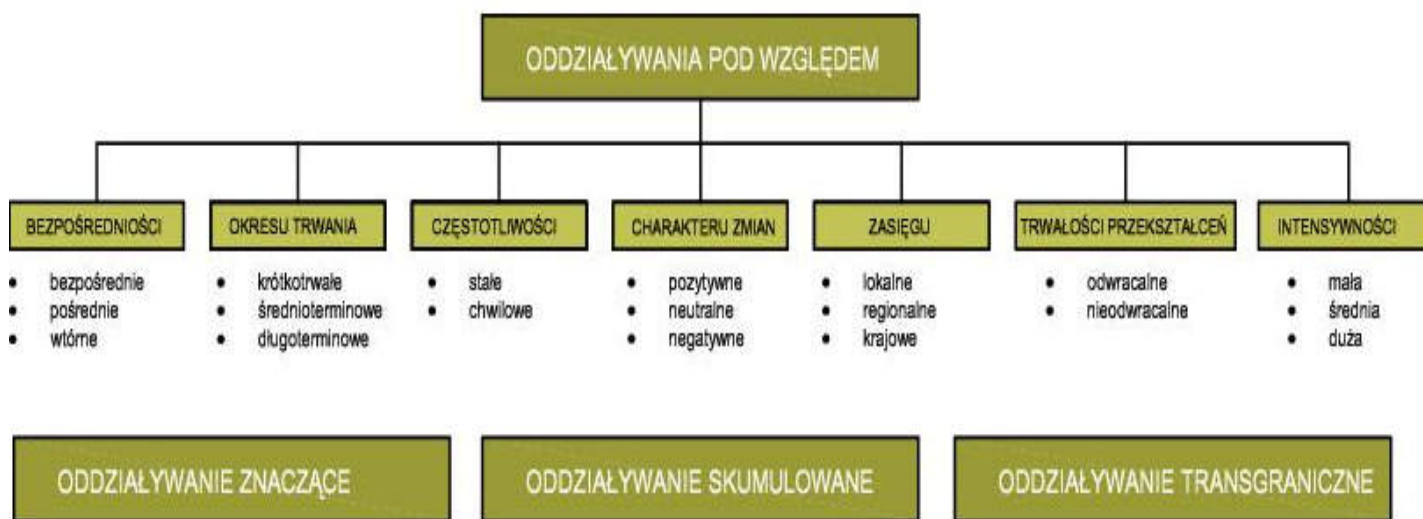 ODDZIAŁYWANIA POD WZGLĘDEM
BEZPOŚREDNIOŚCI
• bezpośrednie
• pośrednie
• wtórne
OKRESU TRWANIA
• krótkotrwałe
• średnioterminowe
• długoterminowe
CZĘSTOTLIWOŚCI
• stałe
• chwilowe
CHARAKTERU ZMIAN
• pozytywne
• neutralne
• negatywne
ZASIĘGU
• lokalne
• regionalne
• krajowe
TRWAŁOŚCI PRZEKSZTAŁCEŃ
• odwracalne
• nieodwracalne
INTENSYWNOŚCI
• mała
• średnia
• duża
ODDZIAŁYWANIE ZNACZĄCE
ODDZIAŁYWANIE SKUMULOWANE
ODDZIAŁYWANIE TRANSGRANICZNE